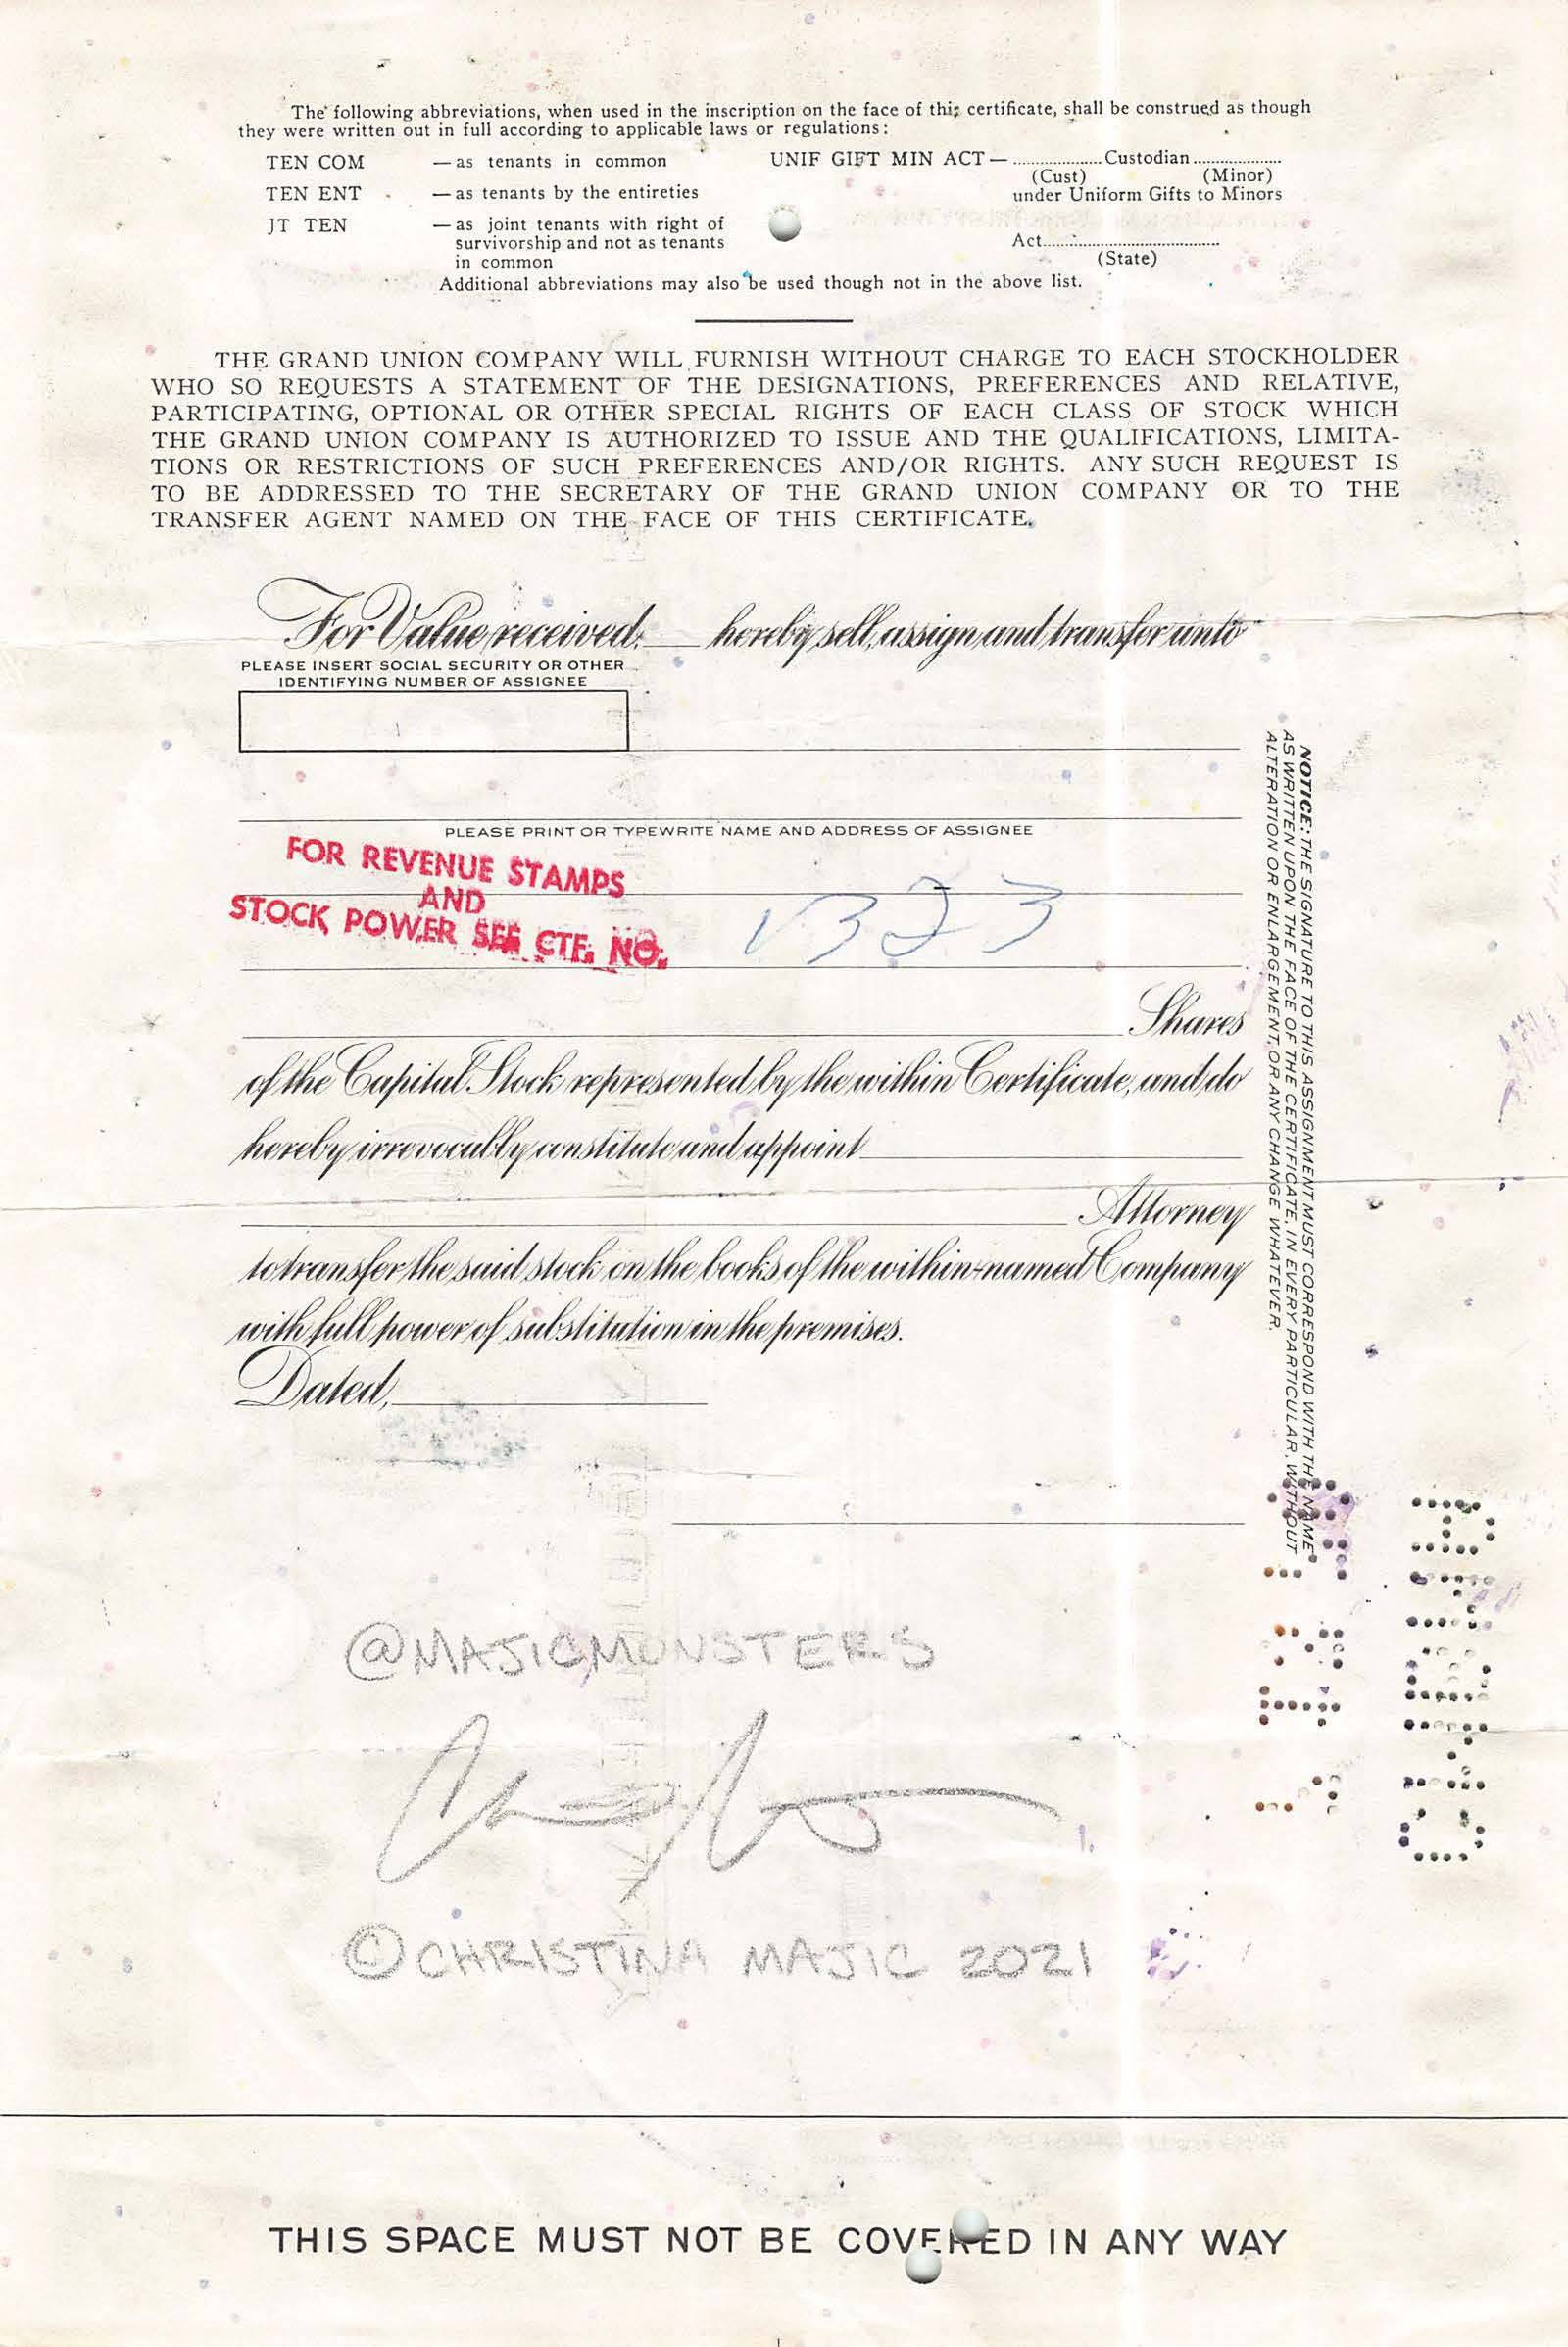 The following abbreviations, when used in the inscription on the face of this certificate, shall be construed as though
they were written out in full according to applicable laws or regulations:
TEN COM —as tenants in common
TEN ENT —as tenants by the entireties
JT TEN —as joint tenants with right of
survivorship and not as tenants
in common
UNIF GIFT MIN ACT—....................Custodian....................
(Cust) (Minor)
under Uniform Gifts to Minors
Act........................................
(State)
Additional abbreviations may also be used though not in the above list.
THE GRAND UNION COMPANY WILL FURNISH WITHOUT CHARGE TO EACH STOCKHOLDER
WHO SO REQUESTS A STATEMENT OF THE DESIGNATIONS, PREFERENCES AND RELATIVE,
PARTICIPATING, OPTIONAL OR OTHER SPECIAL RIGHTS OF EACH CLASS OF STOCK WHICH
THE GRAND UNION COMPANY IS AUTHORIZED TO ISSUE AND THE QUALIFICATIONS, LIMITA-
TIONS OR RESTRICTIONS OF SUCH PREFERENCES AND/OR RIGHTS. ANY SUCH REQUEST IS
TO BE ADDRESSED TO THE SECRETARY OF THE GRAND UNION COMPANY OR TO THE
TRANSFER AGENT NAMED ON THE FACE OF THIS CERTIFICATE.
For Value received, ____ hereby sell, assign and transfer unto
PLEASE INSERT SOCIAL SECURITY OR OTHER
IDENTIFYING NUMBER OF ASSIGNEE
PLEASE PRINT OR TYPEWRITE NAME AND ADDRESS OF ASSIGNEE
FOR REVENUE STAMPS
AND
STOCK POWER SEE CTF. NO.
323
Shares
of the Capital Stock represented by the within Certificate, and do
hereby irrevocably constitute and appoint
Attorney
to transfer the said stock on the books of the within-named Company
with full power of substitution in the premises.
Dated,
NOTICE: THE SIGNATURE TO THIS ASSIGNMENT MUST CORRESPOND WITH THE NAME
AS WRITTEN UPON THE FACE OF THE CERTIFICATE, IN EVERY PARTICULAR, WITHOUT
ALTERATION OR ENLARGEMENT, OR ANY CHANGE WHATEVER.
@MAJICMONSTERS
©CHRISTINA MAJIC 2021
THIS SPACE MUST NOT BE COVERED IN ANY WAY